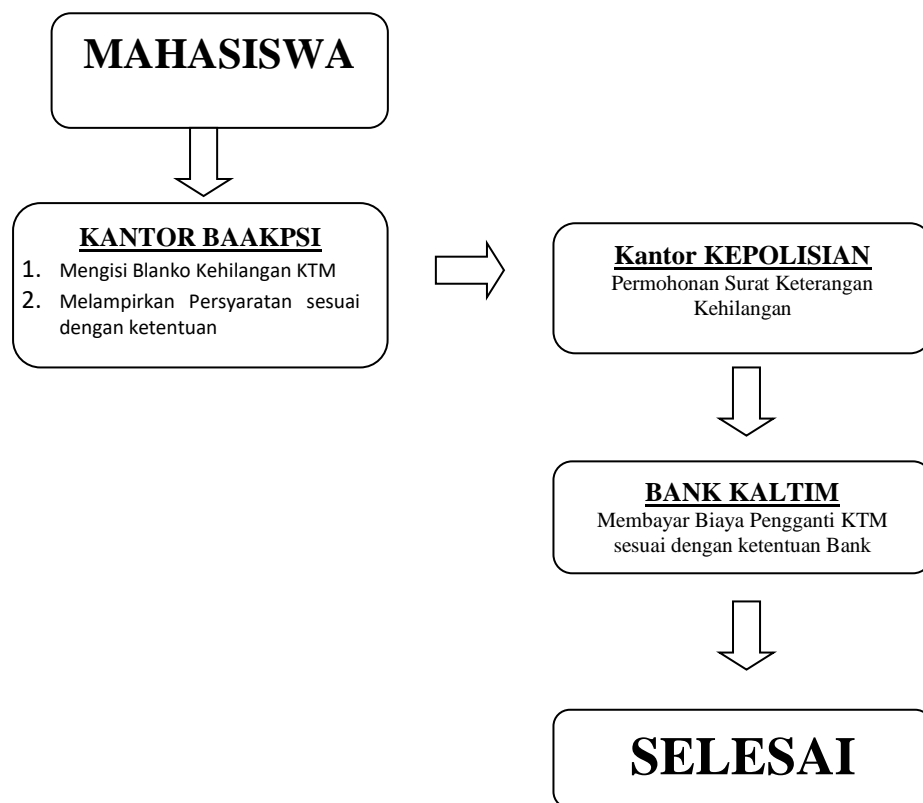 MAHASISWA
KANTOR BAAKPSI
1. Mengisi Blanko Kehilangan KTM
2. Melampirkan Persyaratan sesuai
dengan ketentuan
Kantor KEPOLISIAN
Permohonan Surat Keterangan
Kehilangan
BANK KALTIM
Membayar Biaya Pengganti KTM
sesuai dengan ketentuan Bank
SELESAI